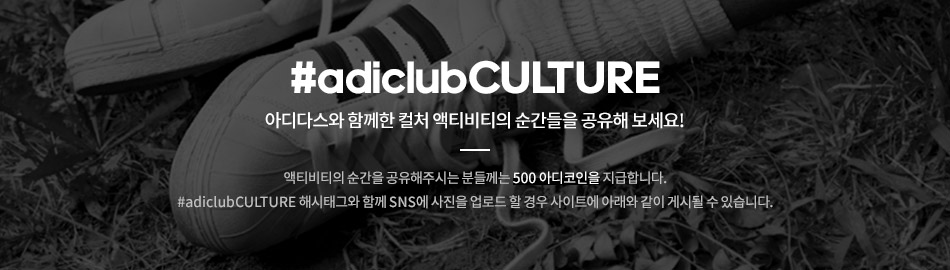 #adiclubCULTURE
아디다스와 함께한 컬처 액티비티의 순간들을 공유해 보세요!
액티비티의 순간을 공유해주시는 분들께는 500 아디코인을 지급합니다.
#adiclubCULTURE 해시태그와 함께 SNS에 사진을 업로드 할 경우 사이트에 아래와 같이 게시될 수 있습니다.